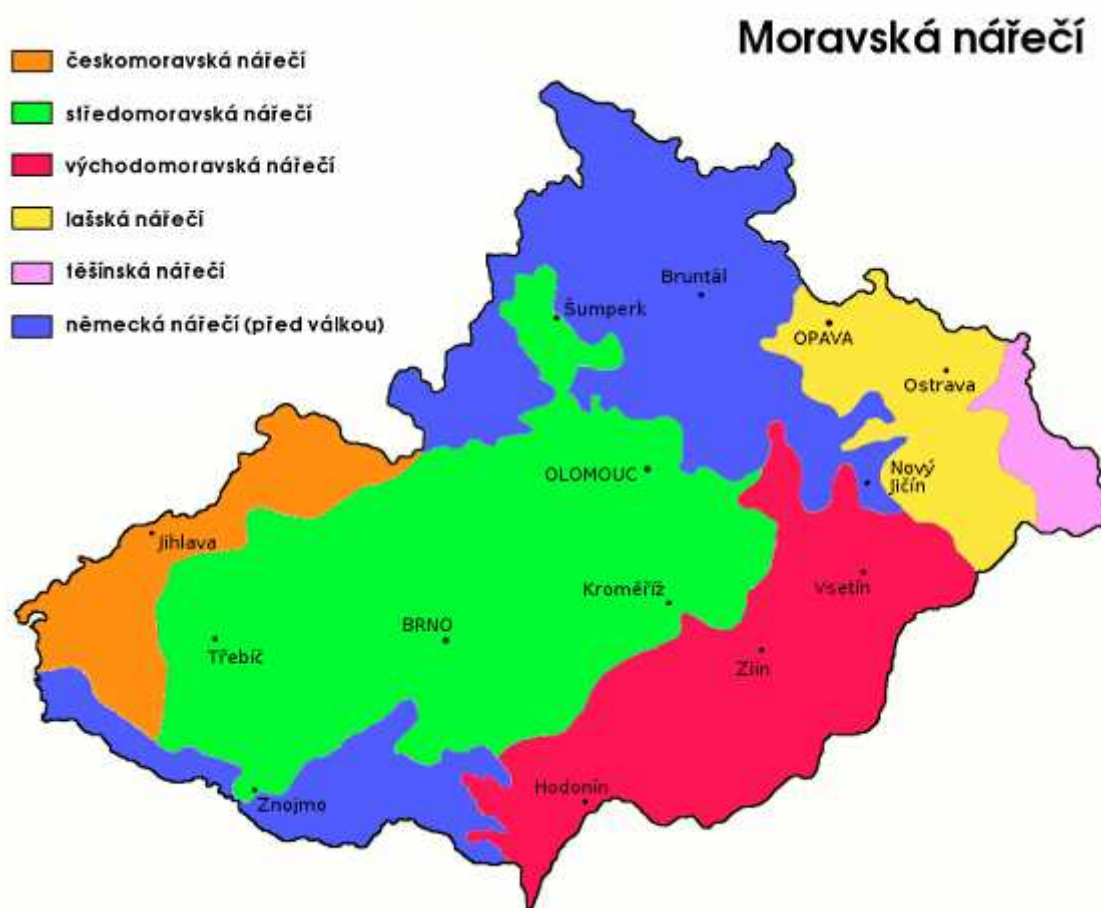 Moravská nářečí
českomoravská nářečí
středomoravská nářečí
východomoravská nářečí
lašská nářečí
těšínská nářečí
německá nářečí (před válkou)
Bruntál
Šumperk
OPAVA
Ostrava
OLOMOUC
Nový
Jičín
Jihlava
Kroměříž
Vsetín
BRNO
Třebíč
Zlín
Hodonín
Znojmo